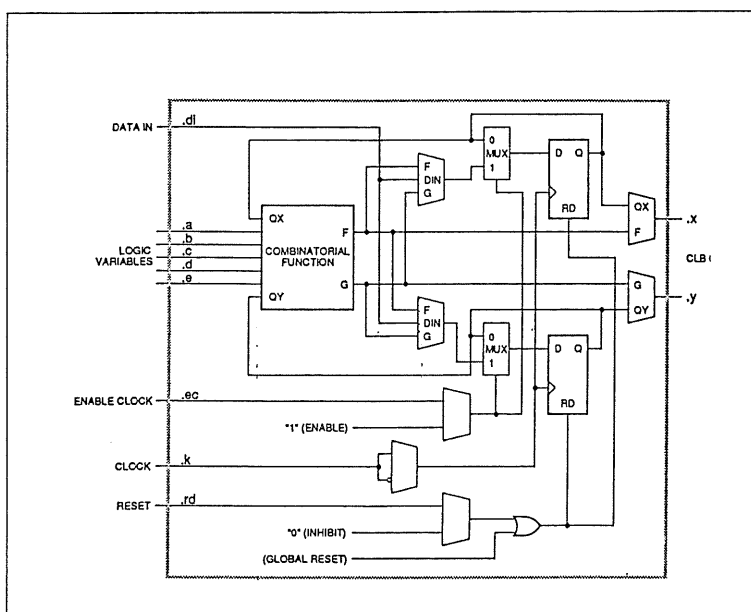 DATA IN
.di
0
MUX
1
D Q
RD
F
DIN
G
QX
F
.x
QX
F
COMBINATORIAL
FUNCTION
G
QY
.a
.b
.c
.d
.e
LOGIC
VARIABLES
CLB
G
QY
.y
F
DIN
G
0
MUX
1
D Q
RD
ENABLE CLOCK
.ec
"1" (ENABLE)
CLOCK
.k
RESET
.rd
"0" (INHIBIT)
(GLOBAL RESET)